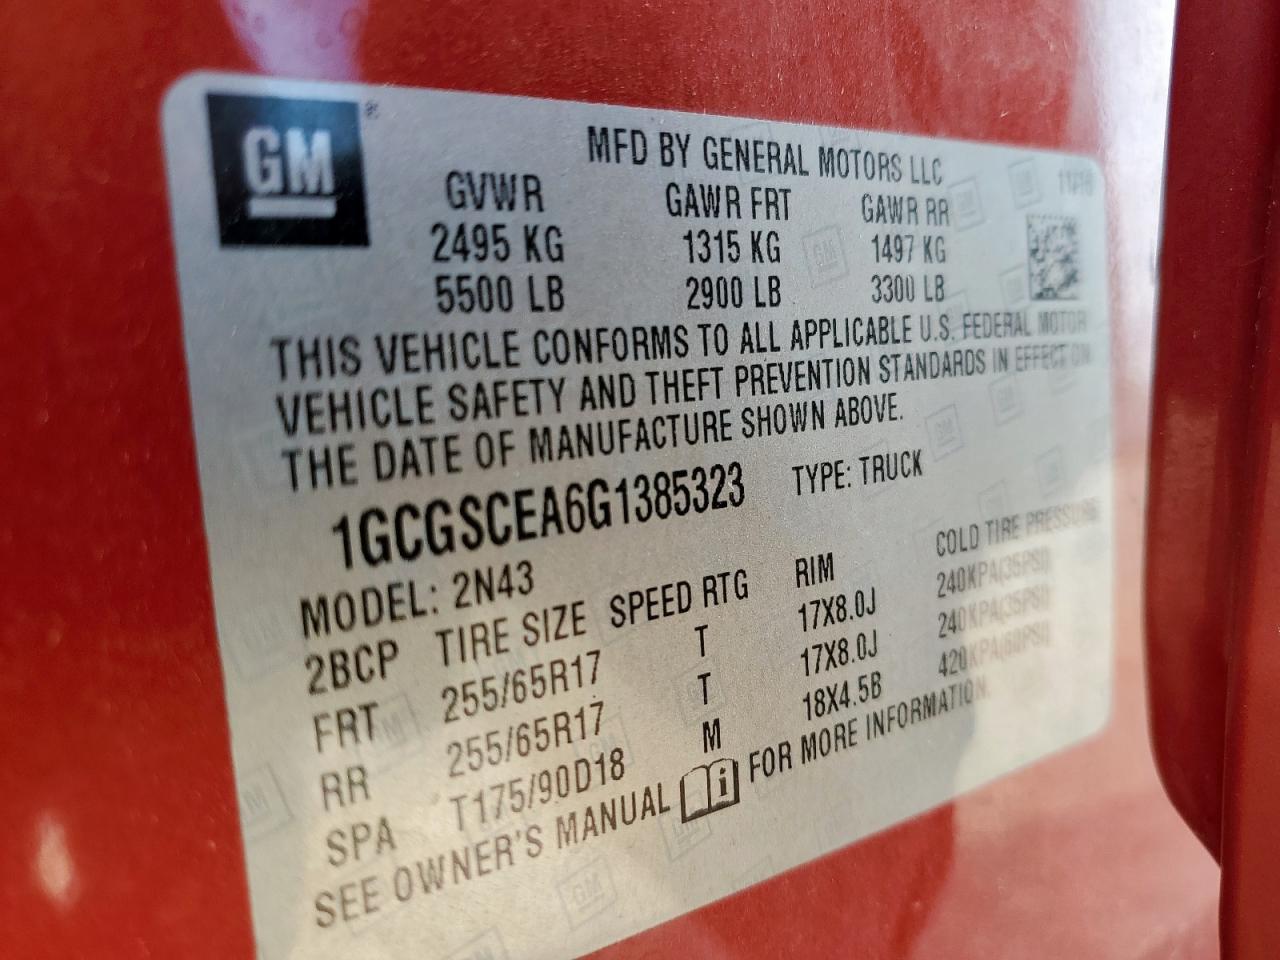 GM®
MFD BY GENERAL MOTORS LLC
GVWR GAWR FRT GAWR RR
2495 KG 1315 KG 1497 KG
5500 LB 2900 LB 3300 LB
THIS VEHICLE CONFORMS TO ALL APPLICABLE U.S. FEDERAL MOTOR
VEHICLE SAFETY AND THEFT PREVENTION STANDARDS IN EFFECT ON
THE DATE OF MANUFACTURE SHOWN ABOVE.
1GCGSCEA6G1385323 TYPE: TRUCK
MODEL: 2N43
2BCP TIRE SIZE SPEED RTG RIM COLD TIRE PRESSURE
FRT 255/65R17 T 17X8.0J 240KPA(35PSI)
RR 255/65R17 T 17X8.0J 240KPA(35PSI)
SPA T175/90D18 M 18X4.5B 420KPA(60PSI)
SEE OWNER'S MANUAL FOR MORE INFORMATION.